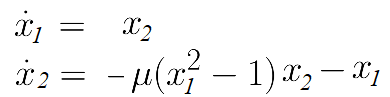 ẋ₁ = x₂
ẋ₂ = −μ(x₁² − 1) x₂ − x₁